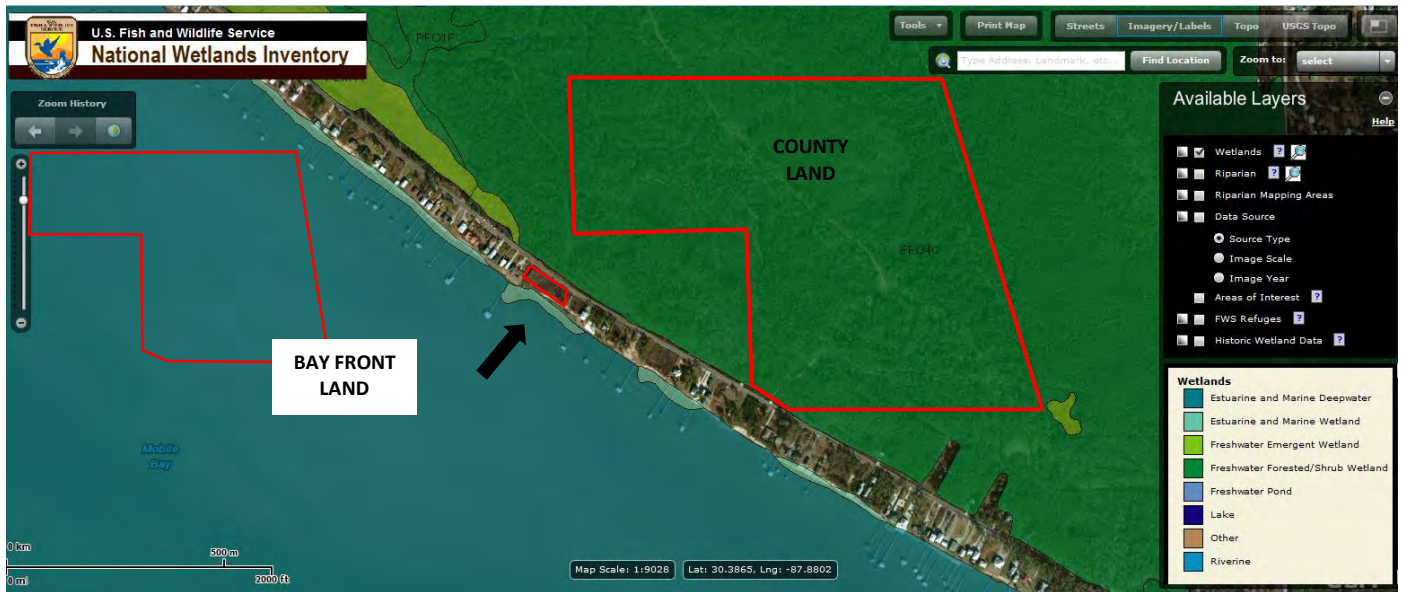 U.S. Fish and Wildlife Service
National Wetlands Inventory
Tools
Print Map
Streets
Imagery/Labels
Topo
USGS Topo
Type Address, Landmark, etc...
Find Location
Zoom to:
select
Zoom History
PFO1F
COUNTY
LAND
PFO4C
BAY FRONT
LAND
Mobile
Bay
Available Layers
Help
Wetlands ?
Riparian ?
Riparian Mapping Areas
Data Source
Source Type
Image Scale
Image Year
Areas of Interest ?
FWS Refuges ?
Historic Wetland Data ?
Wetlands
Estuarine and Marine Deepwater
Estuarine and Marine Wetland
Freshwater Emergent Wetland
Freshwater Forested/Shrub Wetland
Freshwater Pond
Lake
Other
Riverine
0 km
500 m
0 mi
2000 ft
Map Scale: 1:9028
Lat: 30.3865, Lng: -87.8802